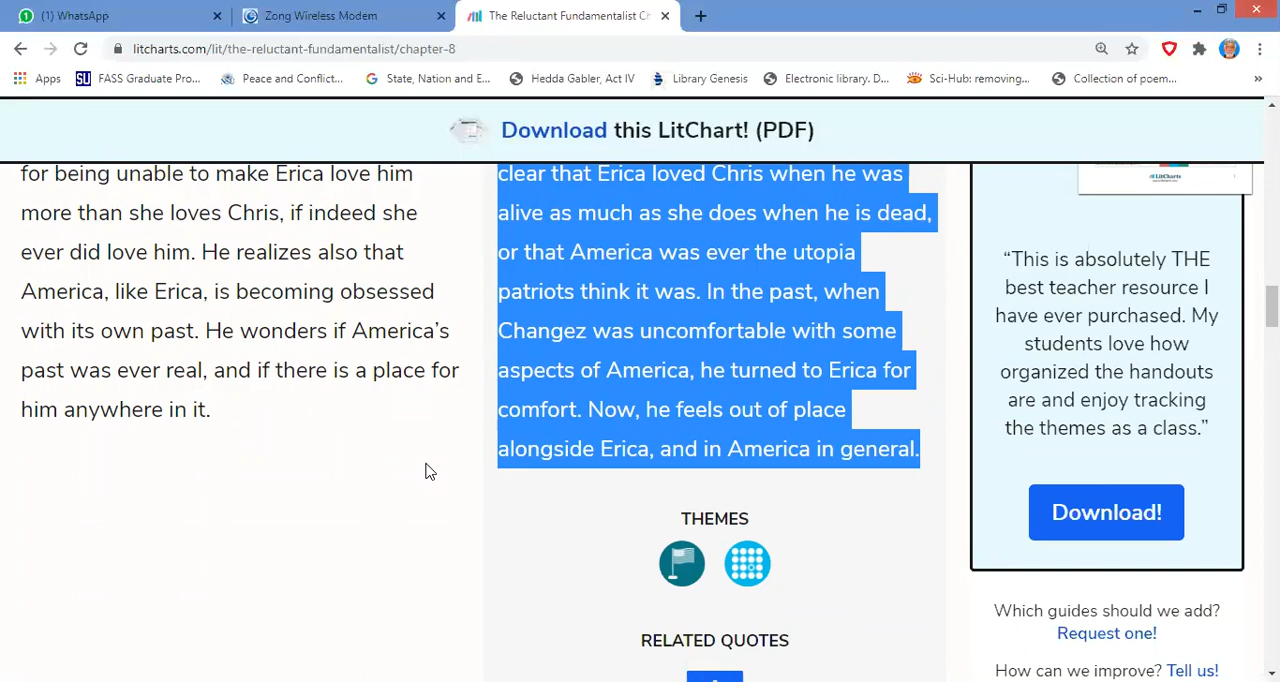 (1) WhatsApp
Zong Wireless Modem
The Reluctant Fundamentalist Ch
litcharts.com/lit/the-reluctant-fundamentalist/chapter-8
Apps
SU FASS Graduate Pro...
Peace and Conflict...
G State, Nation and E...
Hedda Gabler, Act IV
Library Genesis
Electronic library. D...
Sci-Hub: removing...
Collection of poem...
»
Download this LitChart! (PDF)
for being unable to make Erica love him
more than she loves Chris, if indeed she
ever did love him. He realizes also that
America, like Erica, is becoming obsessed
with its own past. He wonders if America’s
past was ever real, and if there is a place for
him anywhere in it.
clear that Erica loved Chris when he was
alive as much as she does when he is dead,
or that America was ever the utopia
patriots think it was. In the past, when
Changez was uncomfortable with some
aspects of America, he turned to Erica for
comfort. Now, he feels out of place
alongside Erica, and in America in general.
THEMES
RELATED QUOTES
LitCharts
“This is absolutely THE
best teacher resource I
have ever purchased. My
students love how
organized the handouts
are and enjoy tracking
the themes as a class.”
Download!
Which guides should we add?
Request one!
How can we improve? Tell us!